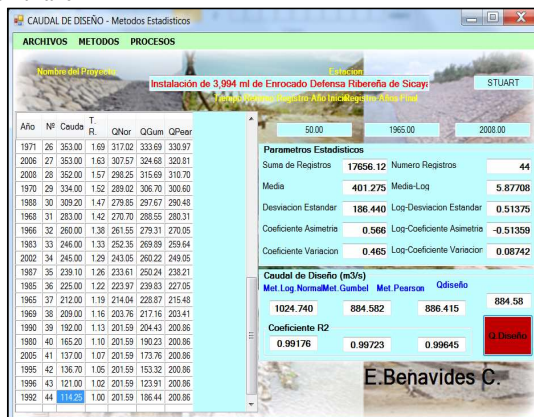 CAUDAL DE DISEÑO - Metodos Estadisticos
ARCHIVOS METODOS PROCESOS
Nombre del Proyecto Estacion
Instalación de 3,994 ml de Enrocado Defensa Ribereña de Sicaya STUART
50.00 1965.00 2008.00
Año Nº Cauda T. R. QNor QGum QPear
1971 26 353.00 1.69 317.02 333.69 330.97
2006 27 353.00 1.63 307.57 324.68 320.81
2008 28 352.00 1.57 298.25 315.69 310.70
1970 29 334.00 1.52 289.02 306.70 300.60
1988 30 309.20 1.47 279.85 297.67 290.48
1968 31 283.00 1.42 270.70 288.55 280.31
1966 32 260.00 1.38 261.55 279.31 270.05
1983 33 246.00 1.33 252.35 269.89 259.64
2002 34 245.00 1.29 243.05 260.22 249.05
1987 35 239.10 1.26 233.61 250.24 238.21
1985 36 225.00 1.22 223.97 239.83 227.05
1965 37 212.00 1.19 214.04 228.87 215.48
1969 38 209.00 1.16 203.76 217.16 203.41
1990 39 192.00 1.13 201.59 204.43 200.86
1980 40 165.20 1.10 201.59 190.23 200.86
2005 41 137.00 1.07 201.59 173.76 200.86
1995 42 136.70 1.05 201.59 153.32 200.86
1996 43 121.00 1.02 201.59 123.91 200.86
1992 44 114.25 1.00 201.59 186.44 200.86
Parametros Estadisticos
Suma de Registros 17656.12 Numero Registros 44
Media 401.275 Media-Log 5.87708
Desviacion Estandar 186.440 Log-Desviacion Estandar 0.51375
Coeficiente Asimetria 0.566 Log-Coeficiente Asimetria -0.51359
Coeficiente Variacion 0.465 Log-Coeficiente Variacion 0.08742
Caudal de Diseño (m3/s)
Met.Log.Normal Met.Gumbel Met.Pearson Qdiseño
1024.740 884.582 886.415 884.58
Coeficiente R2
0.99176 0.99723 0.99645
Q.Diseño
E.Benavides C.